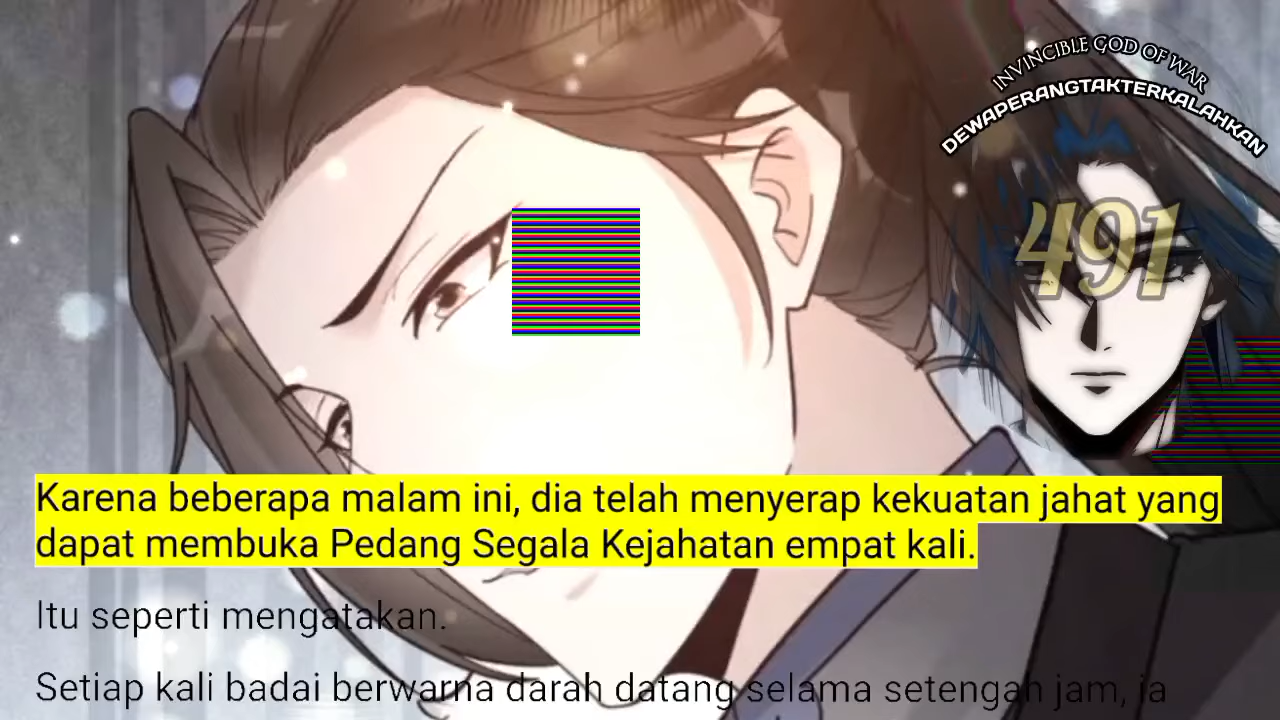 INVINCIBLE GOD OF WAR
DEWAPERANGTAKTERKALAHKAN
491
Karena beberapa malam ini, dia telah menyerap kekuatan jahat yang
dapat membuka Pedang Segala Kejahatan empat kali.
Itu seperti mengatakan.
Setiap kali badai berwarna darah datang selama setengah jam, ia